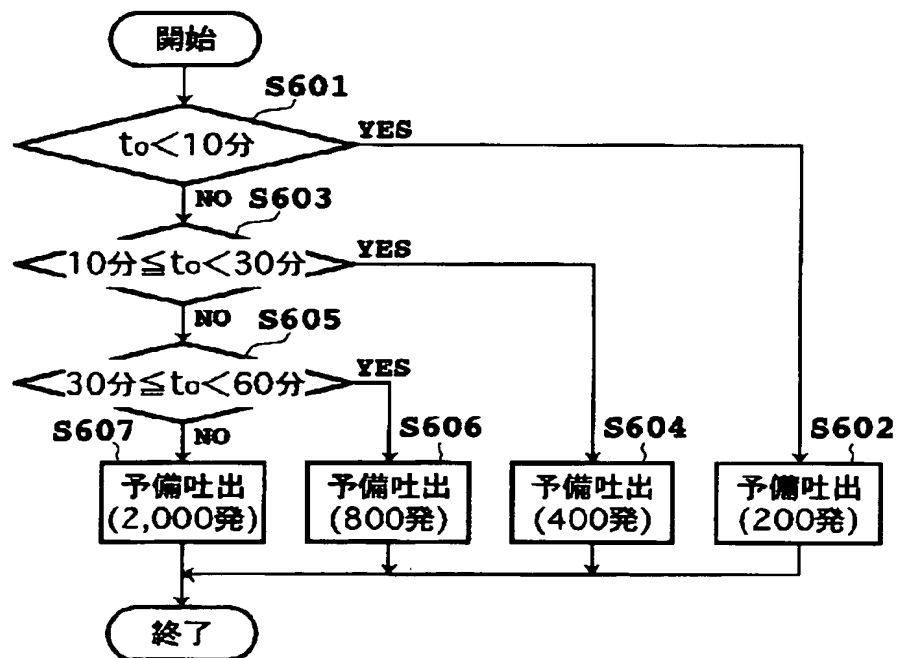 開始
S601
to<10分
YES
NO
S603
10分≦to<30分
YES
NO
S605
30分≦to<60分
YES
NO
S607
S606
S604
S602
予備吐出
(2,000発)
予備吐出
(800発)
予備吐出
(400発)
予備吐出
(200発)
終了